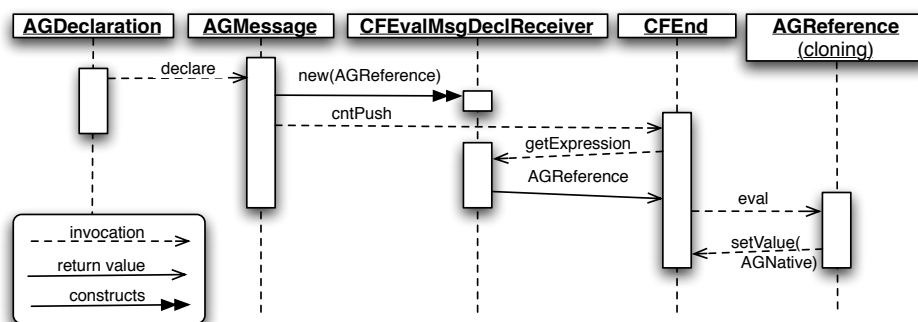 AGDeclaration
AGMessage
CFEvalMsgDeclReceiver
CFEnd
AGReference
(cloning)
declare
new(AGReference)
cntPush
getExpression
AGReference
eval
setValue(
AGNative)
invocation
return value
constructs